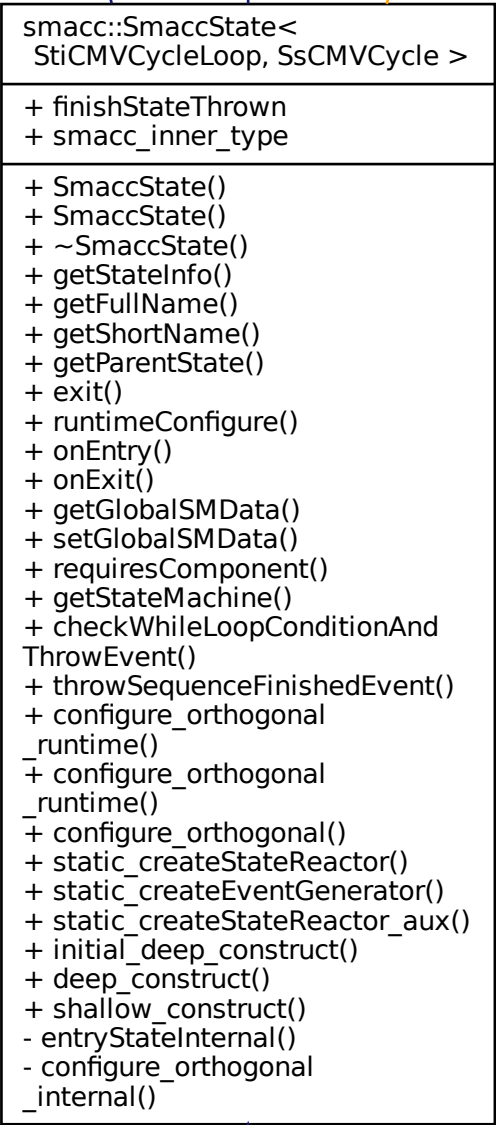 smacc::SmaccState<
StiCMVCycleLoop, SsCMVCycle >
+ finishStateThrown
+ smacc_inner_type
+ SmaccState()
+ SmaccState()
+ ~SmaccState()
+ getStateInfo()
+ getFullName()
+ getShortName()
+ getParentState()
+ exit()
+ runtimeConfigure()
+ onEntry()
+ onExit()
+ getGlobalSMData()
+ setGlobalSMData()
+ requiresComponent()
+ getStateMachine()
+ checkWhileLoopConditionAnd
ThrowEvent()
+ throwSequenceFinishedEvent()
+ configure_orthogonal
_runtime()
+ configure_orthogonal
_runtime()
+ configure_orthogonal()
+ static_createStateReactor()
+ static_createEventGenerator()
+ static_createStateReactor_aux()
+ initial_deep_construct()
+ deep_construct()
+ shallow_construct()
- entryStateInternal()
- configure_orthogonal
_internal()